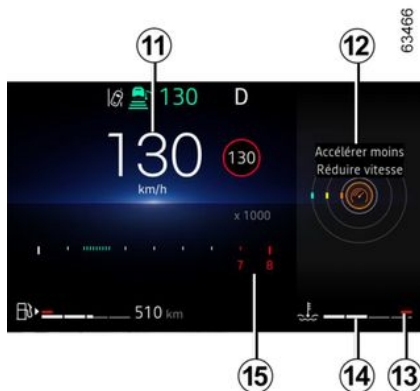 11
12
63466
130
D
130
130
km/h
Accélérer moins
Réduire vitesse
x 1000
7
8
510 km
15
14
13